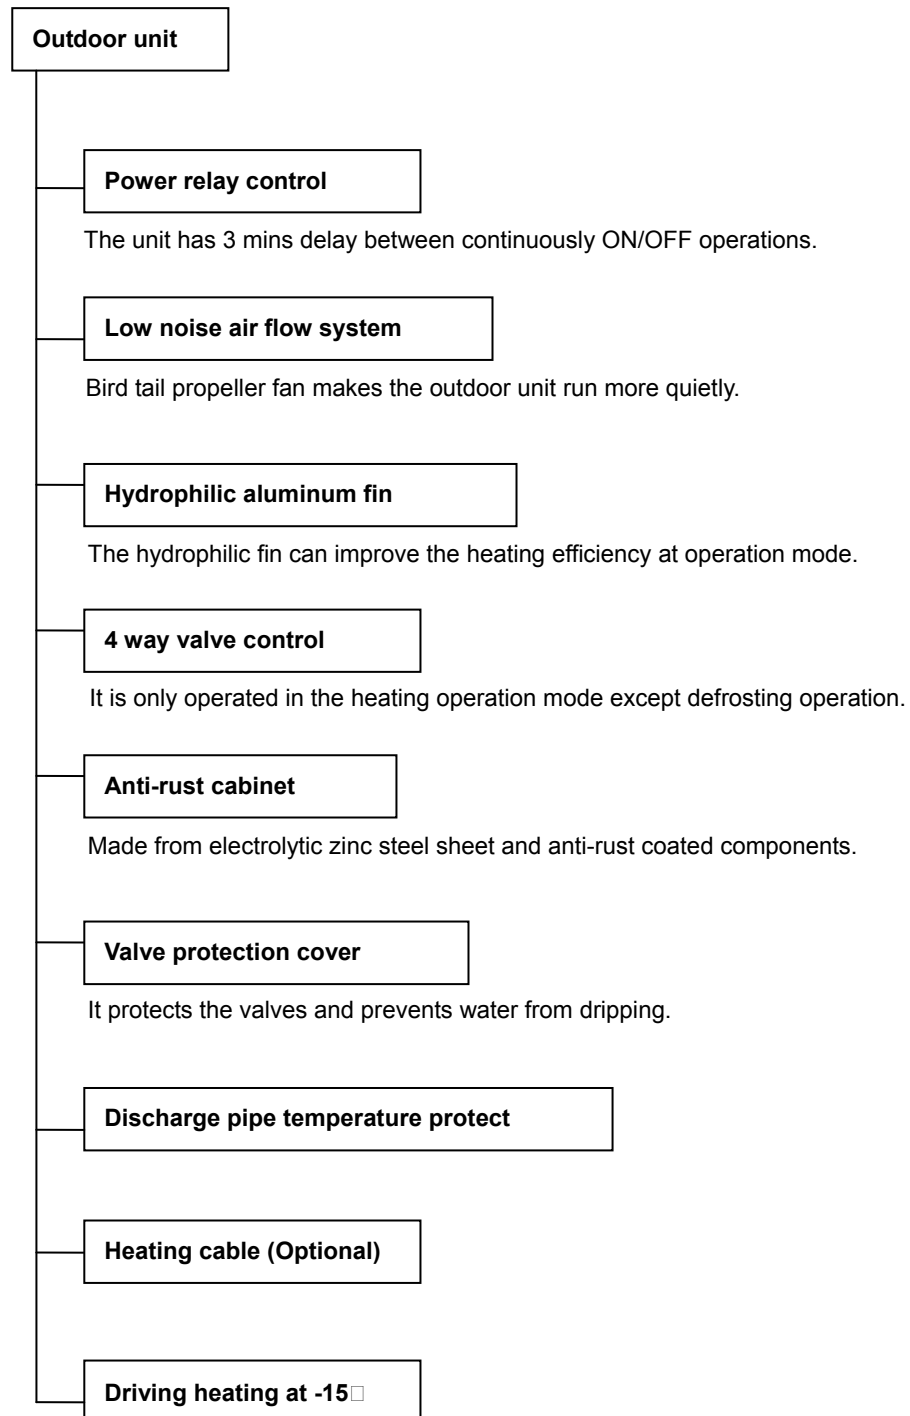 Outdoor unit
Power relay control
The unit has 3 mins delay between continuously ON/OFF operations.
Low noise air flow system
Bird tail propeller fan makes the outdoor unit run more quietly.
Hydrophilic aluminum fin
The hydrophilic fin can improve the heating efficiency at operation mode.
4 way valve control
It is only operated in the heating operation mode except defrosting operation.
Anti-rust cabinet
Made from electrolytic zinc steel sheet and anti-rust coated components.
Valve protection cover
It protects the valves and prevents water from dripping.
Discharge pipe temperature protect
Heating cable (Optional)
Driving heating at -15□